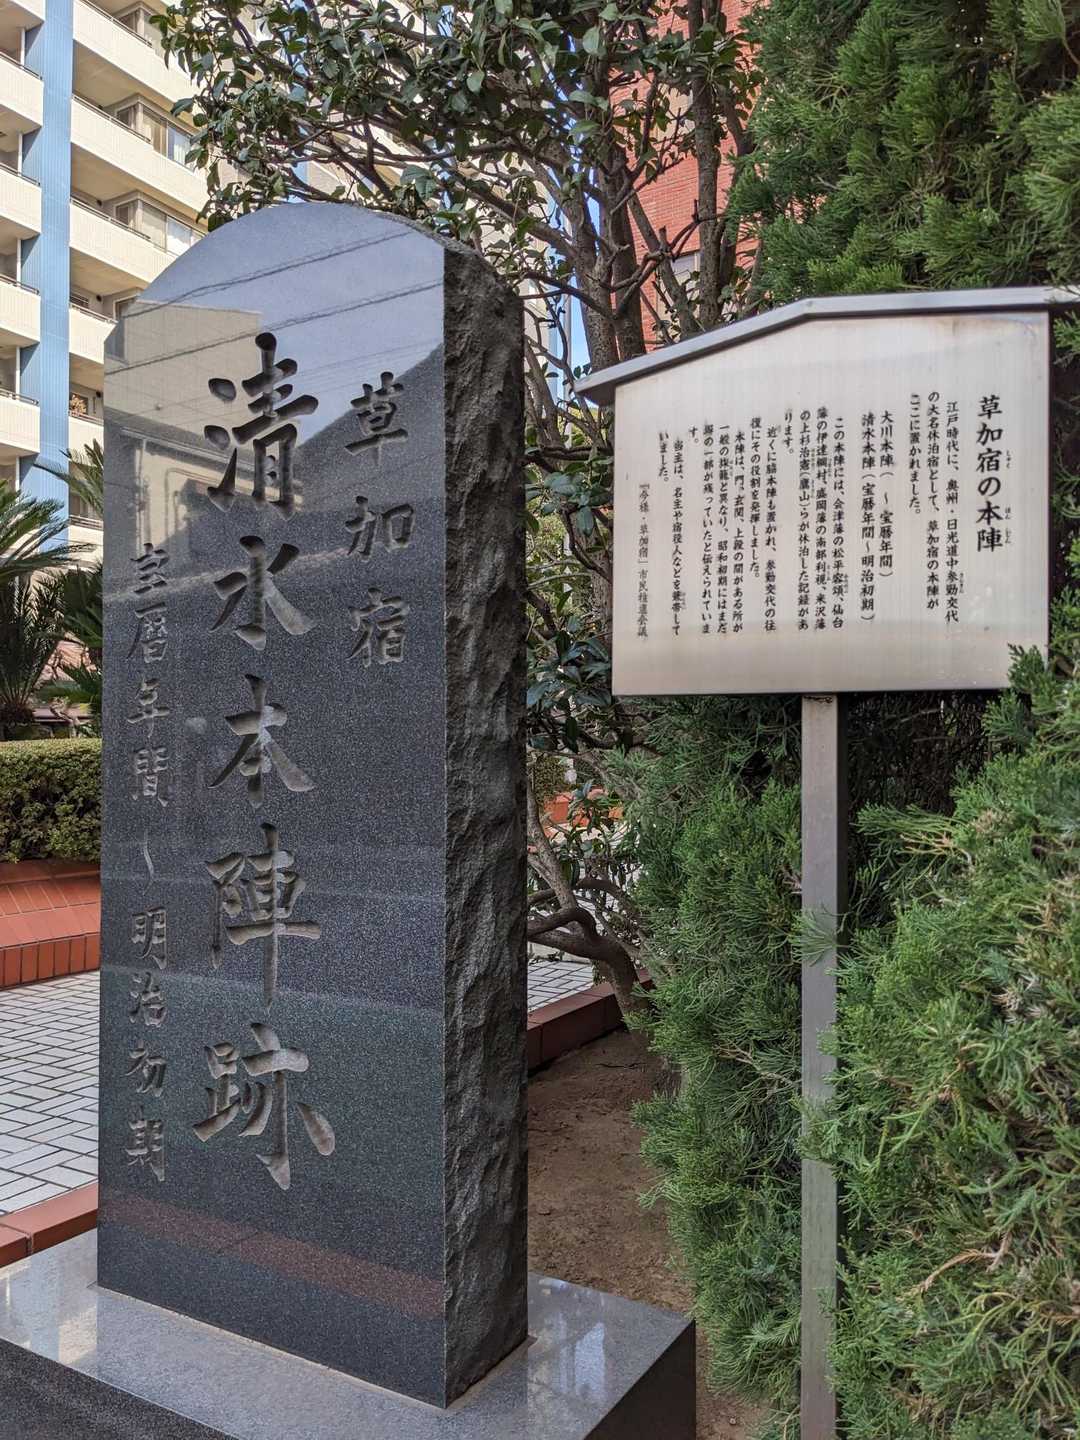 草加宿
清水本陣跡
宝暦年間〜明治初期
草加宿の本陣
しゅく
ほん じん
江戸時代に、奥州・日光道中参勤交代
の大名休泊宿として、草加宿の本陣が
ここに置かれました。
大川本陣（ 〜宝暦年間）
清水本陣（宝暦年間〜明治初期）
この本陣には、会津藩の松平容頌、仙台
藩の伊達綱村、盛岡藩の南部利視、米沢藩
の上杉治憲（鷹山）らが休泊した記録があ
ります。
近くに脇本陣も置かれ、参勤交代の往
復にその役割を発揮しました。
本陣は、門、玄関、上段の間がある所が
一般の旅籠と異なり、昭和初期にはまだ
塀の一部が残っていたと伝えられていま
す。
宿主は、名主や宿役人などを兼帯して
いました。
『今様・草加宿』市民推進会議